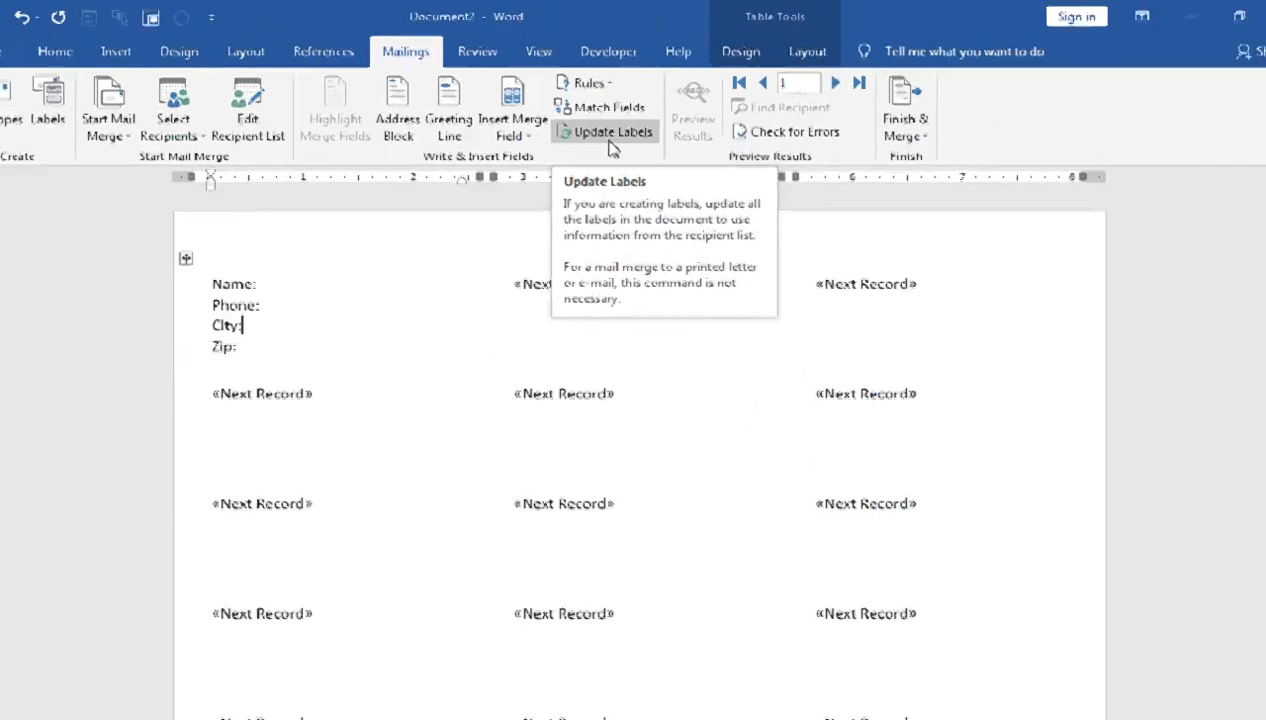 Document2 - Word
Table Tools
Sign in
Home Insert Design Layout References Mailings Review View Developer Help Design Layout Tell me what you want to do
Labels
Start Mail Merge
Select Recipients
Edit Recipient List
Highlight Merge Fields
Address Block
Greeting Line
Insert Merge Field
Rules
Match Fields
Update Labels
Preview Results
1
Find Recipient
Check for Errors
Finish & Merge
Create
Start Mail Merge
Write & Insert Fields
Preview Results
Finish
1 2 3 6 7 8
Update Labels
If you are creating labels, update all
the labels in the document to use
information from the recipient list.
For a mail merge to a printed letter
or e-mail, this command is not
necessary.
Name: «Next Record»
Phone:
City:
Zip:
«Next Record» «Next Record» «Next Record»
«Next Record» «Next Record» «Next Record»
«Next Record» «Next Record» «Next Record»